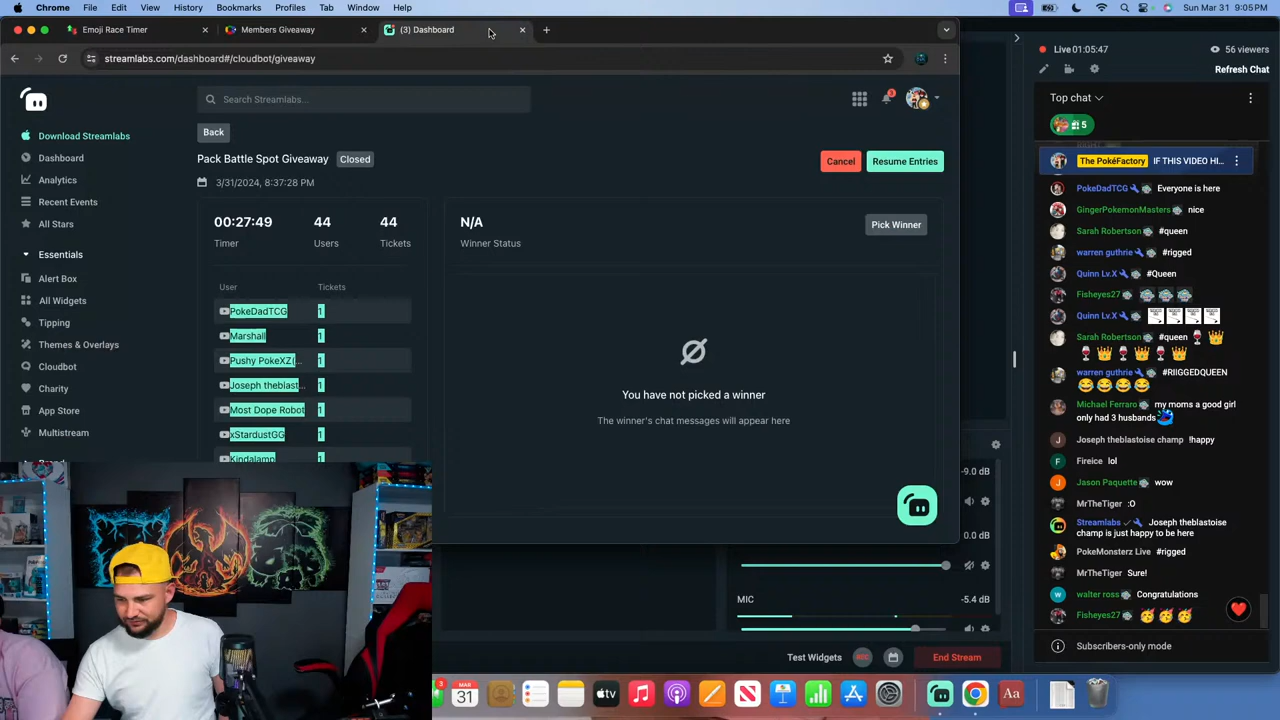 Chrome File Edit View History Bookmarks Profiles Tab Window Help
Sun Mar 31 9:05 PM
Emoji Race Timer
Members Giveaway
(3) Dashboard
streamlabs.com/dashboard#/cloudbot/giveaway
Search Streamlabs...
3
Back
Pack Battle Spot Giveaway Closed
Cancel
Resume Entries
3/31/2024, 8:37:28 PM
Download Streamlabs
Dashboard
Analytics
Recent Events
All Stars
Essentials
Alert Box
All Widgets
Tipping
Themes & Overlays
Cloudbot
Charity
App Store
Multistream
00:27:49 44 44
Timer Users Tickets
User Tickets
PokeDadTCG 1
Marshall 1
Pushy PokeXZ(... 1
Joseph theblast... 1
Most Dope Robot 1
xStardustGG 1
Kindalamp 1
N/A
Winner Status
Pick Winner
You have not picked a winner
The winner's chat messages will appear here
-9.0 dB
0.0 dB
MIC
-5.4 dB
Test Widgets
REC
End Stream
Live 01:05:47
56 viewers
Refresh Chat
Top chat
5
The PokéFactory IF THIS VIDEO HI...
PokeDadTCG Everyone is here
GingerPokemonMasters nice
Sarah Robertson #queen
warren guthrie #rigged
Quinn Lv.X #Queen
Fisheyes27
Quinn Lv.X
Sarah Robertson #queen
warren guthrie #RIIGGEDQUEEN
Michael Ferraro my moms a good girl
only had 3 husbands
Joseph theblastoise champ !happy
Fireice lol
Jason Paquette wow
MrTheTiger :O
Streamlabs Joseph theblastoise
champ is just happy to be here
PokeMonsterz Live #rigged
MrTheTiger Sure!
walter ross Congratulations
Fisheyes27
Subscribers-only mode
3
MAR
31
tv
Aa